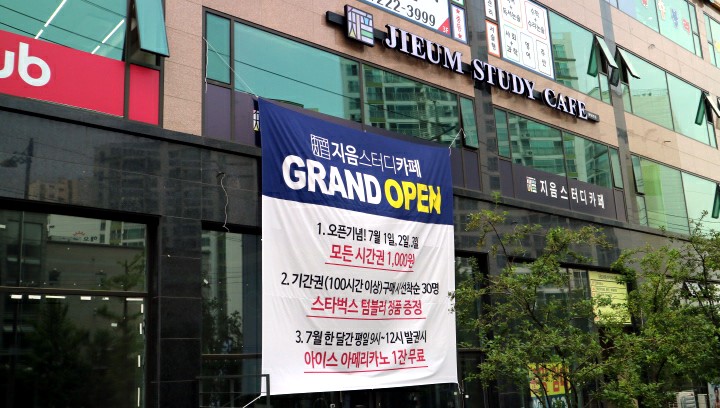 222-3999
JIEUM STUDY CAFE
ub
지음스터디카페
지음스터디카페
GRAND OPEN
1. 오픈기념! 7월 1일, 2일, 3일
모든 시간권 1,000원
2. 기간권(100시간 이상)구매시 선착순 30명
스타벅스 텀블러 정품 증정
3. 7월 한 달간 평일 9시~12시 발권시
아이스 아메리카노 1잔 무료